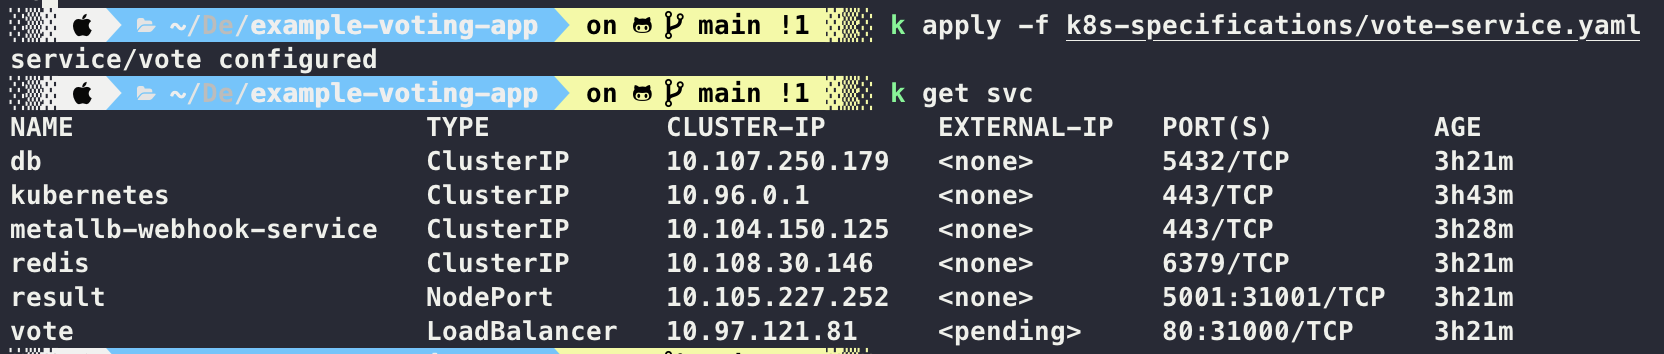 ~/De/example-voting-app on main !1 k apply -f k8s-specifications/vote-service.yaml
service/vote configured
~/De/example-voting-app on main !1 k get svc
NAME TYPE CLUSTER-IP EXTERNAL-IP PORT(S) AGE
db ClusterIP 10.107.250.179 <none> 5432/TCP 3h21m
kubernetes ClusterIP 10.96.0.1 <none> 443/TCP 3h43m
metallb-webhook-service ClusterIP 10.104.150.125 <none> 443/TCP 3h28m
redis ClusterIP 10.108.30.146 <none> 6379/TCP 3h21m
result NodePort 10.105.227.252 <none> 5001:31001/TCP 3h21m
vote LoadBalancer 10.97.121.81 <pending> 80:31000/TCP 3h21m